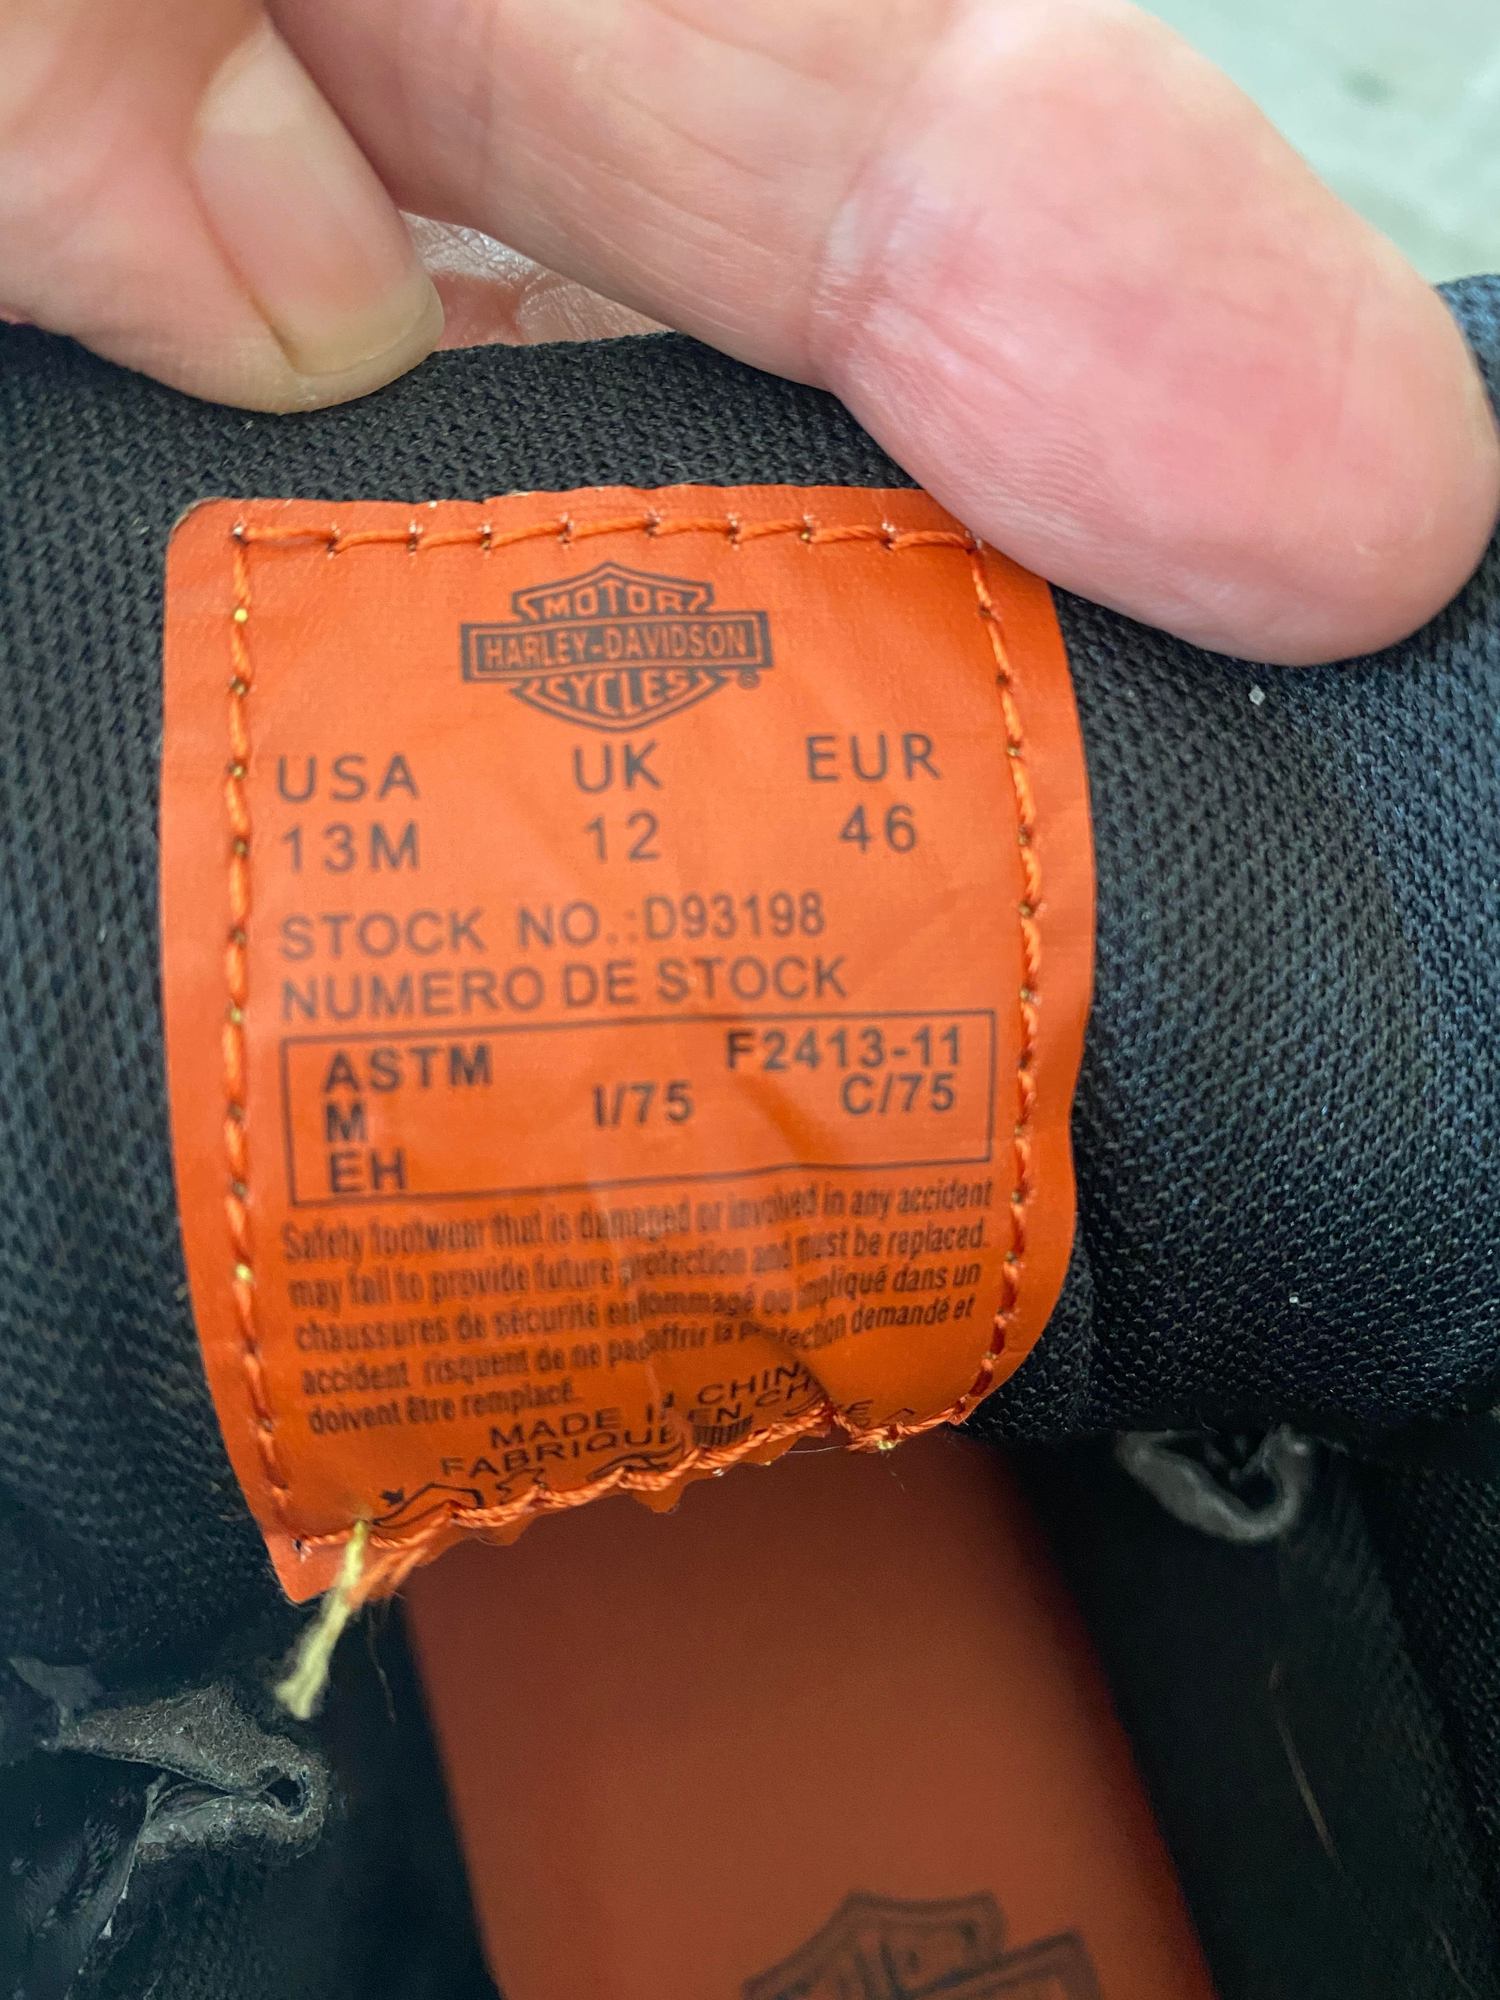 MOTOR
HARLEY-DAVIDSON
CYCLES ®
USA UK EUR
13M 12 46
STOCK NO.:D93198
NUMERO DE STOCK
ASTM F2413-11
M I/75 C/75
EH
Safety footwear that is damaged or involved in any accident
may fail to provide future protection and must be replaced.
chaussures de sécurité endommagé ou impliqué dans un
accident risquent de ne pas offrir la Protection demandé et
doivent être remplacé.
MADE IN CHINA
FABRIQUE EN CHINE